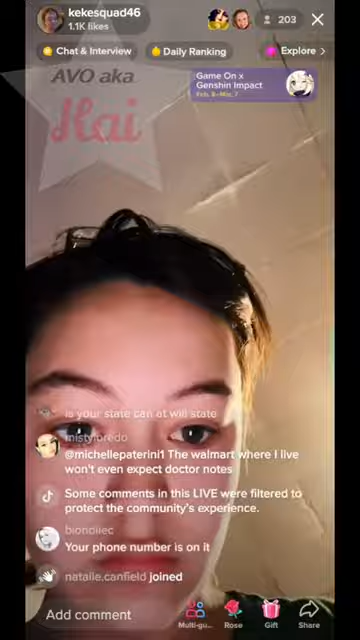 kekesquad46
1.1K likes
203
Chat & Interview
Daily Ranking
Explore
AVO aka
Hai
Game On x
Genshin Impact
is your state can at will state
mistyloredo
@michellepaterini1 The walmart where I live
won't even expect doctor notes
Some comments in this LIVE were filtered to
protect the community's experience.
Your phone number is on it
natalie.canfield joined
Add comment
Multi-gu...
Rose
Gift
Share